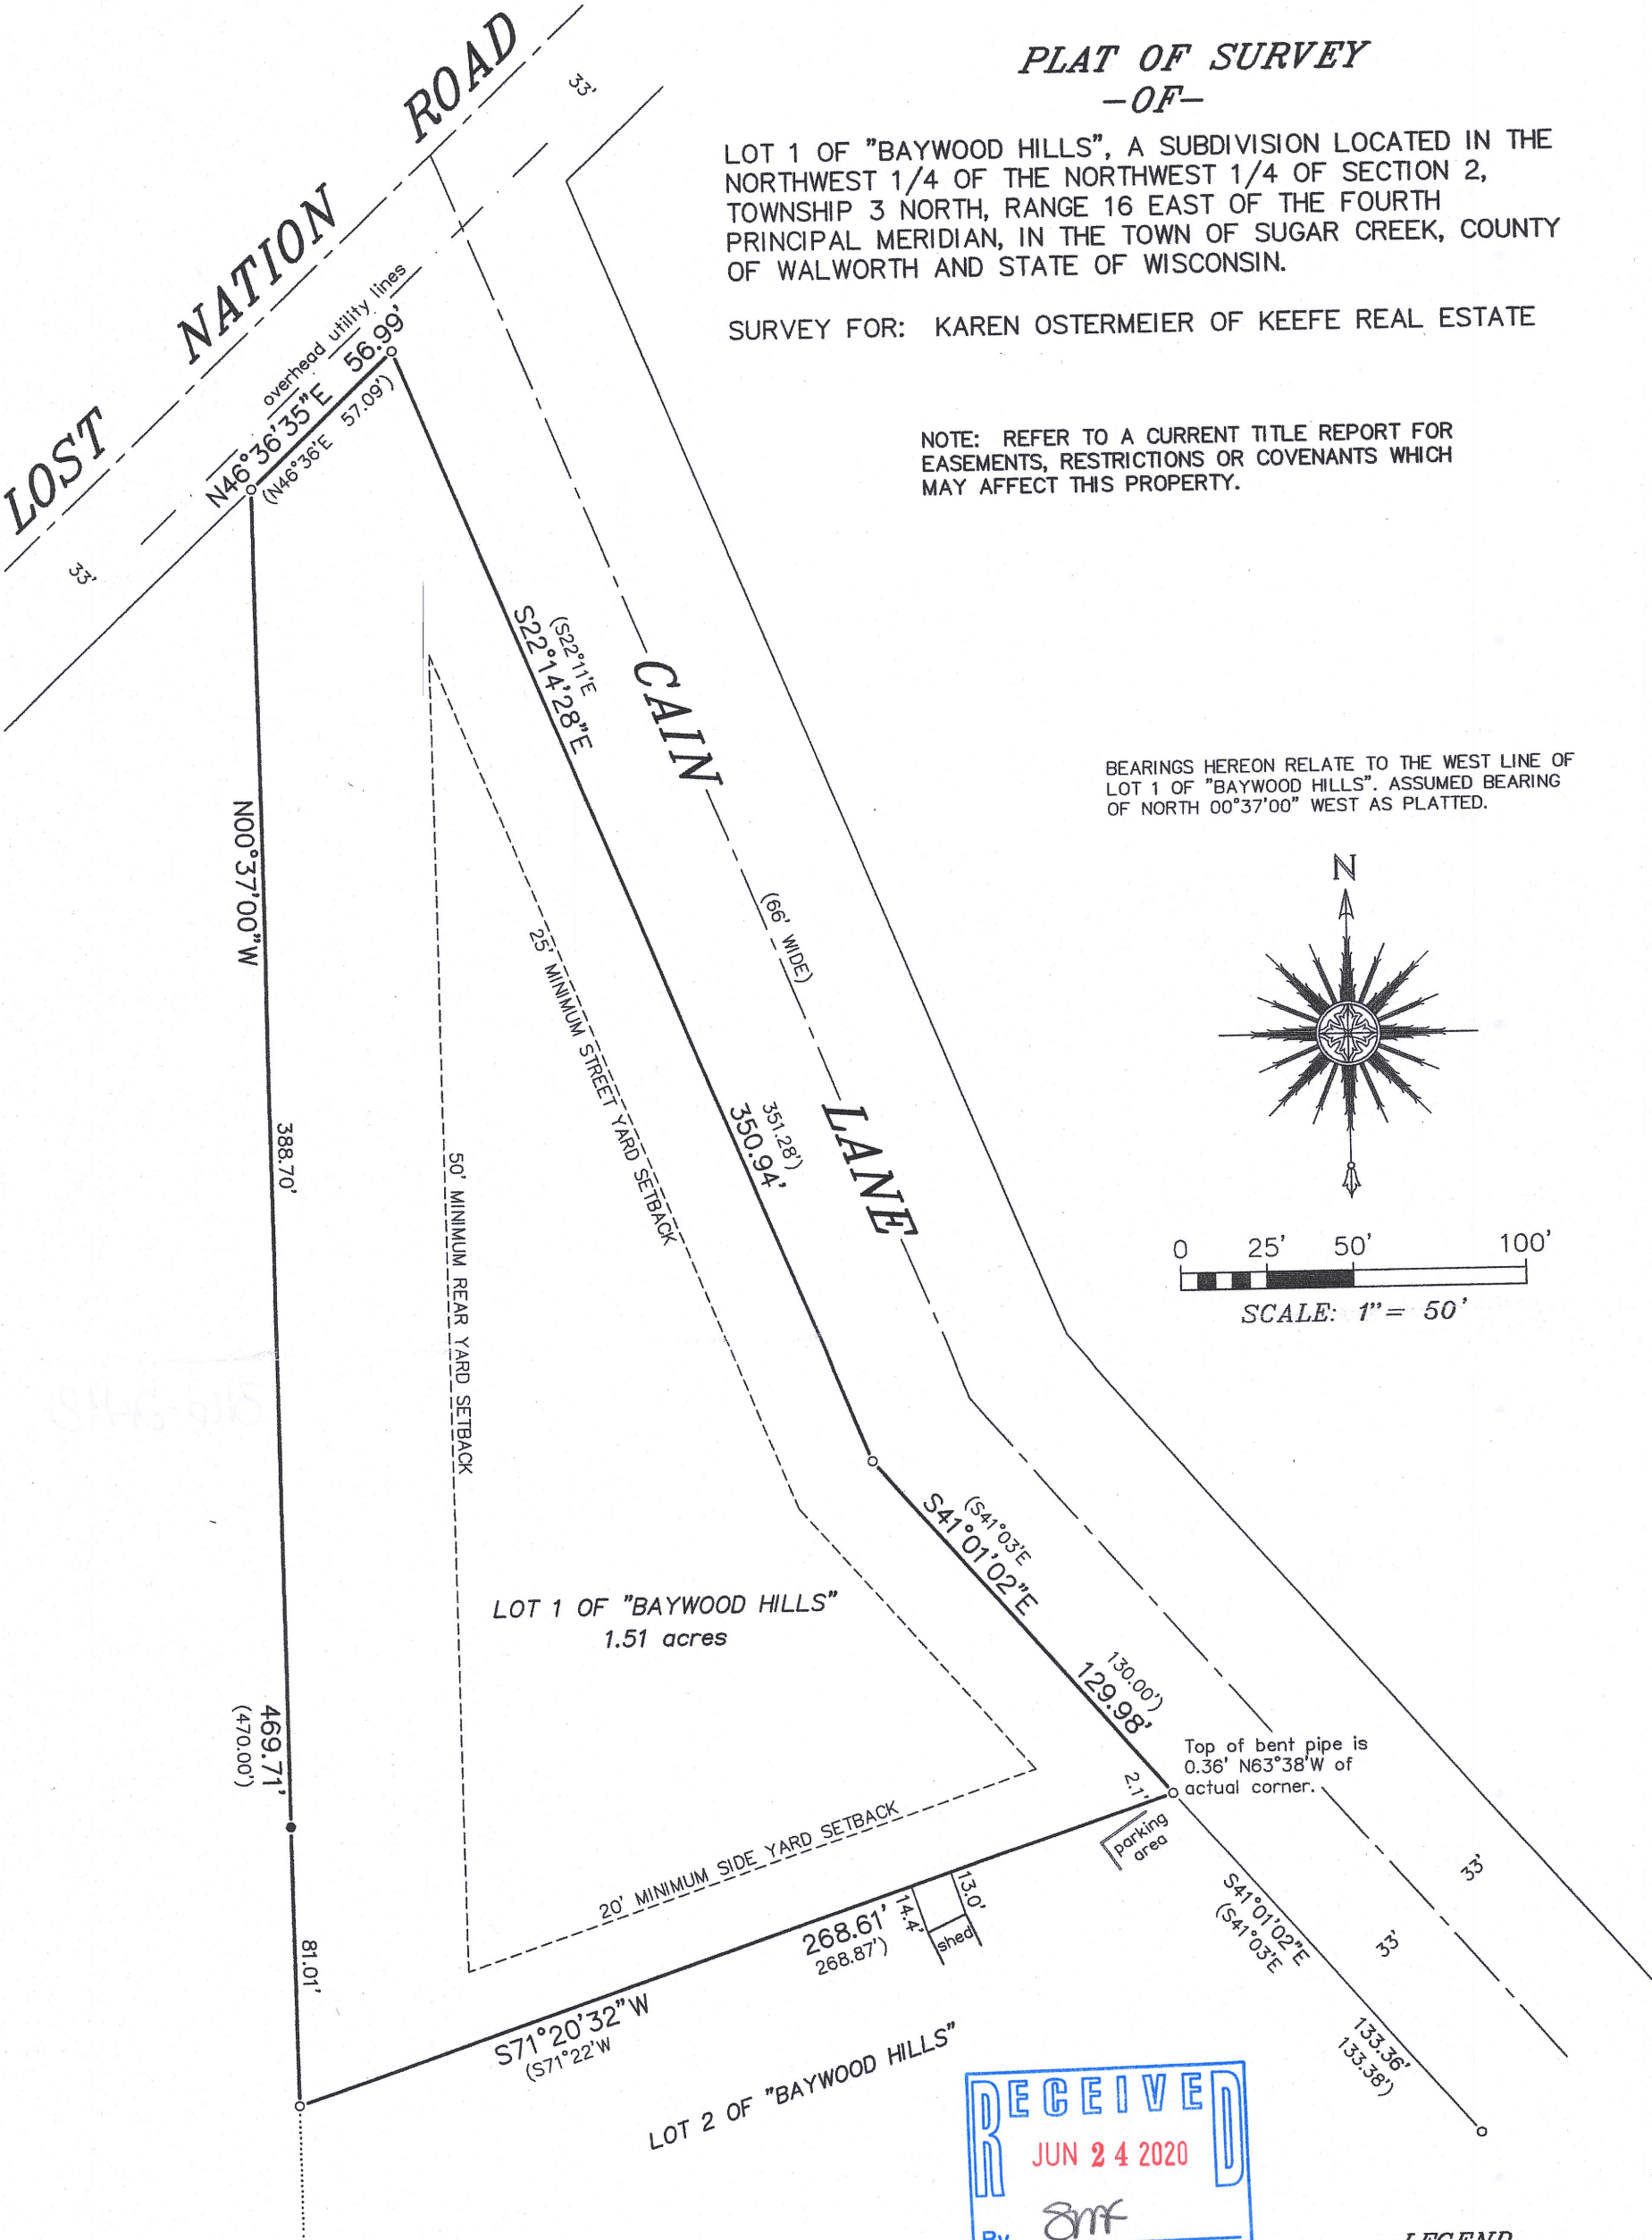 PLAT OF SURVEY
-OF-
LOT 1 OF "BAYWOOD HILLS", A SUBDIVISION LOCATED IN THE
NORTHWEST 1/4 OF THE NORTHWEST 1/4 OF SECTION 2,
TOWNSHIP 3 NORTH, RANGE 16 EAST OF THE FOURTH
PRINCIPAL MERIDIAN, IN THE TOWN OF SUGAR CREEK, COUNTY
OF WALWORTH AND STATE OF WISCONSIN.
SURVEY FOR: KAREN OSTERMEIER OF KEEFE REAL ESTATE
NOTE: REFER TO A CURRENT TITLE REPORT FOR
EASEMENTS, RESTRICTIONS OR COVENANTS WHICH
MAY AFFECT THIS PROPERTY.
LOST NATION ROAD
33'
33'
overhead utility lines
N46°36'35"E 56.99'
(N46°36'E 57.09')
(S22°11'E
S22°14'28"E
351.28')
350.94'
CAIN LANE
(66' WIDE)
BEARINGS HEREON RELATE TO THE WEST LINE OF
LOT 1 OF "BAYWOOD HILLS". ASSUMED BEARING
OF NORTH 00°37'00" WEST AS PLATTED.
N
0 25' 50' 100'
SCALE: 1"= 50'
N00°37'00"W
388.70'
469.71'
(470.00')
81.01'
25' MINIMUM STREET YARD SETBACK
50' MINIMUM REAR YARD SETBACK
20' MINIMUM SIDE YARD SETBACK
LOT 1 OF "BAYWOOD HILLS"
1.51 acres
(S41°03'E
S41°01'02"E
130.00')
129.98'
Top of bent pipe is
0.36' N63°38'W of
actual corner.
2.1'
parking
area
13.0'
14.4'
shed
268.61'
268.87')
S71°20'32"W
(S71°22'W
S41°01'02"E
(S41°03'E
133.36'
133.38')
33'
33'
LOT 2 OF "BAYWOOD HILLS"
RECEIVED
JUN 24 2020
By
LEGEND